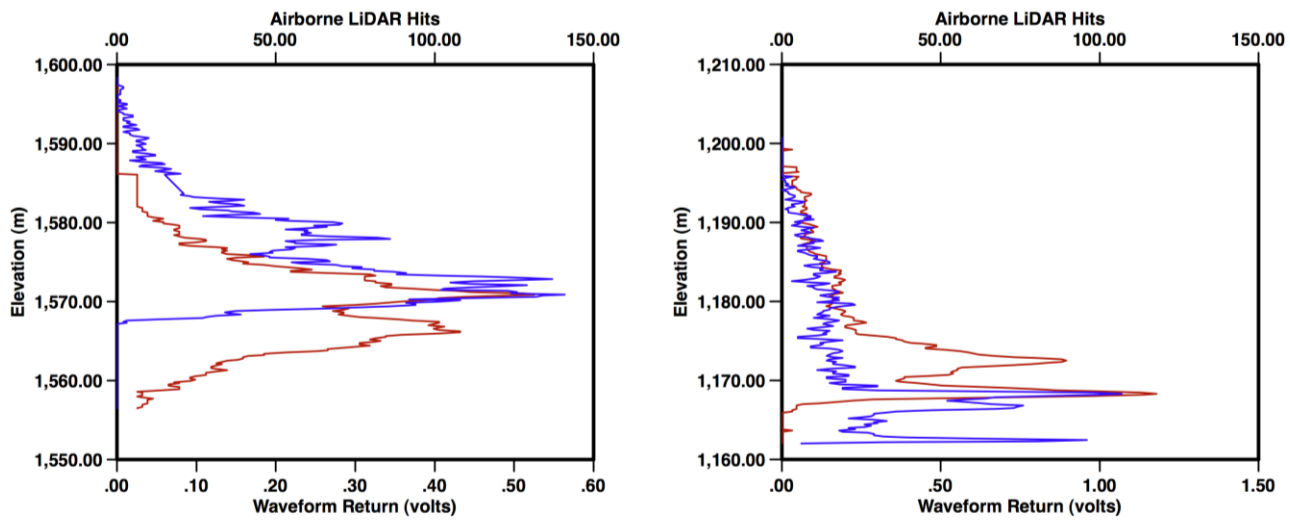 Airborne LiDAR Hits
.00 50.00 100.00 150.00
1,600.00
1,590.00
1,580.00
1,570.00
1,560.00
1,550.00
Elevation (m)
.00 .10 .20 .30 .40 .50 .60
Waveform Return (volts)
Airborne LiDAR Hits
.00 50.00 100.00 150.00
1,210.00
1,200.00
1,190.00
1,180.00
1,170.00
1,160.00
Elevation (m)
.00 .50 1.00 1.50
Waveform Return (volts)